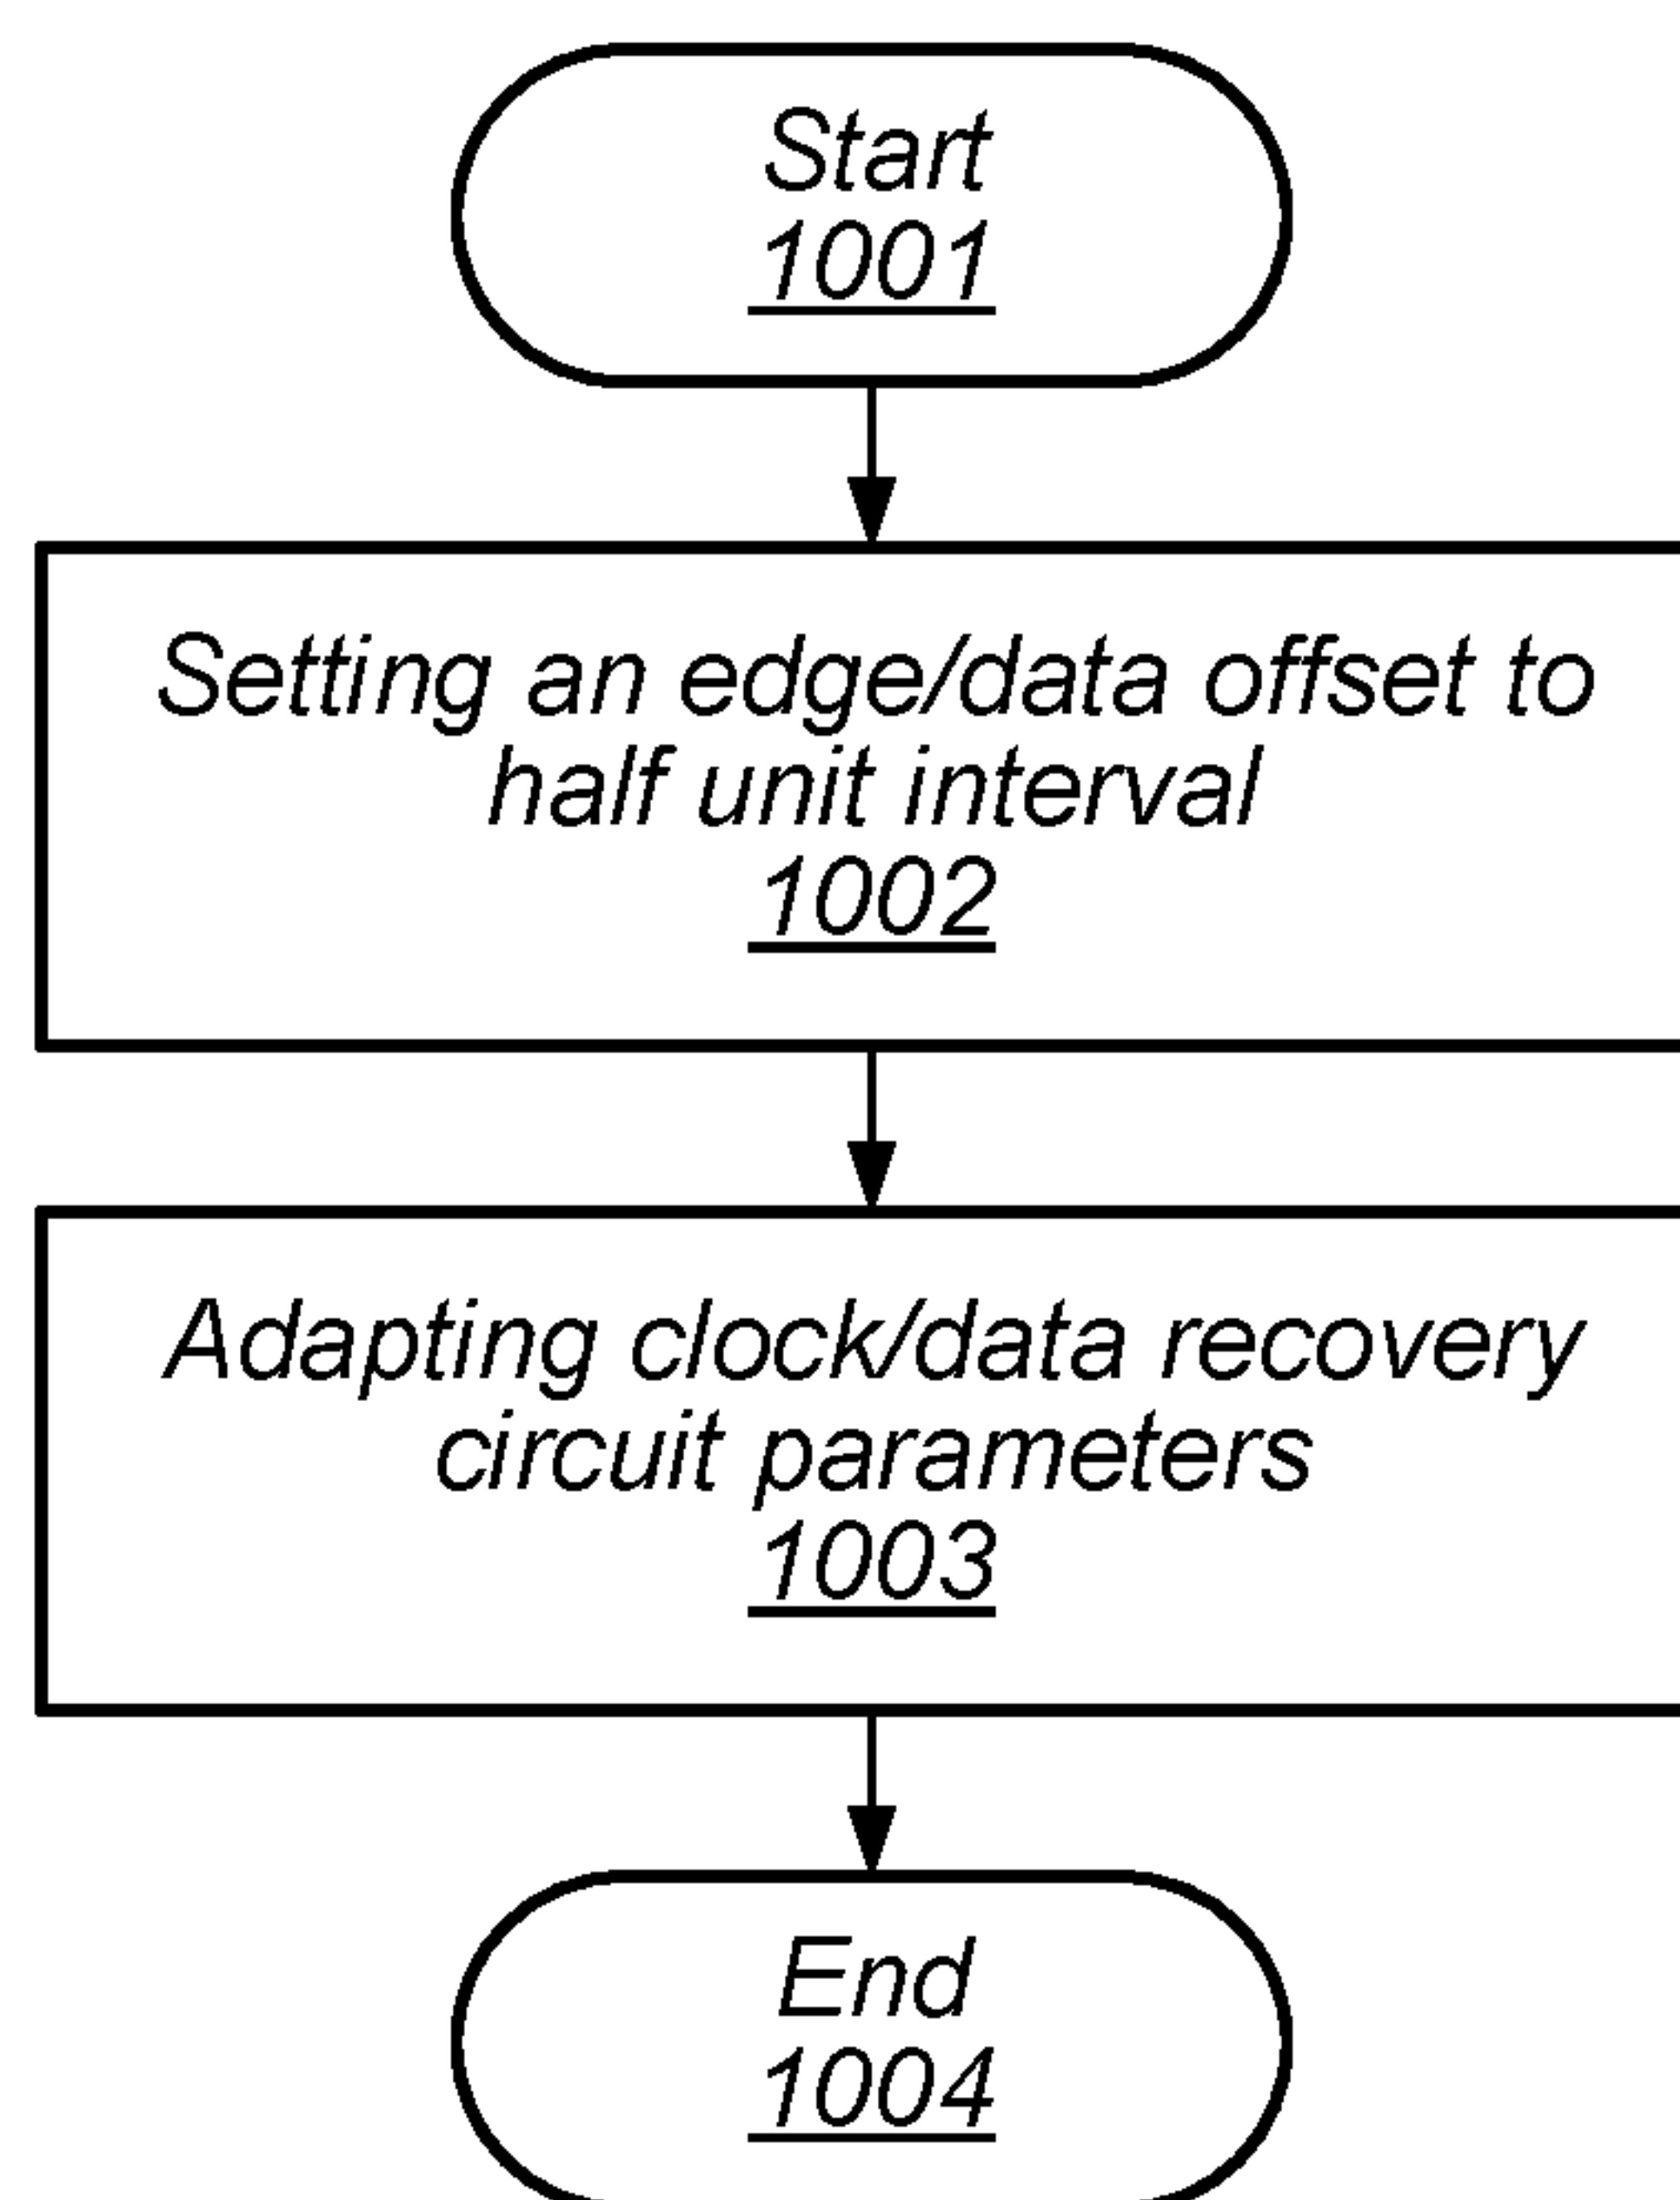 Start
1001
Setting an edge/data offset to
half unit interval
1002
Adapting clock/data recovery
circuit parameters
1003
End
1004